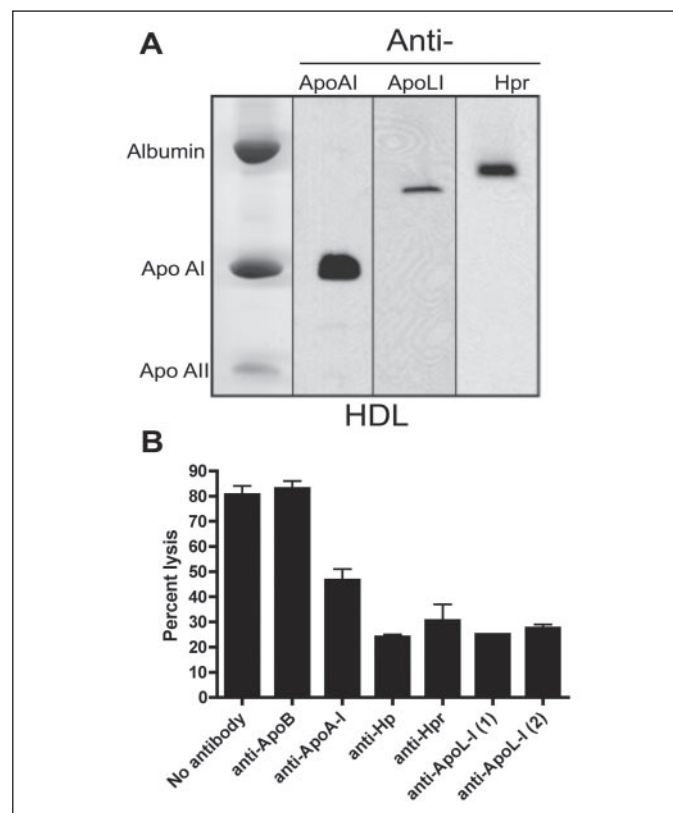 A
Anti-
ApoAI ApoLI Hpr
Albumin
Apo AI
Apo AII
HDL
B
90
80
70
60
50
40
30
20
10
0
Percent lysis
No antibody
anti-ApoB
anti-ApoA-I
anti-Hp
anti-Hpr
anti-ApoL-I (1)
anti-ApoL-I (2)